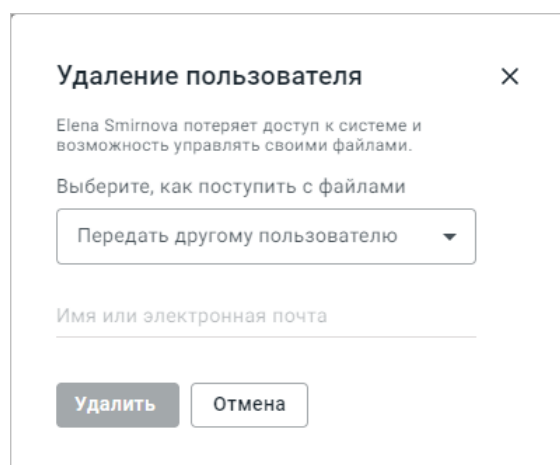 Удаление пользователя
Elena Smirnova потеряет доступ к системе и
возможность управлять своими файлами.
Выберите, как поступить с файлами
Передать другому пользователю
Имя или электронная почта
Удалить Отмена